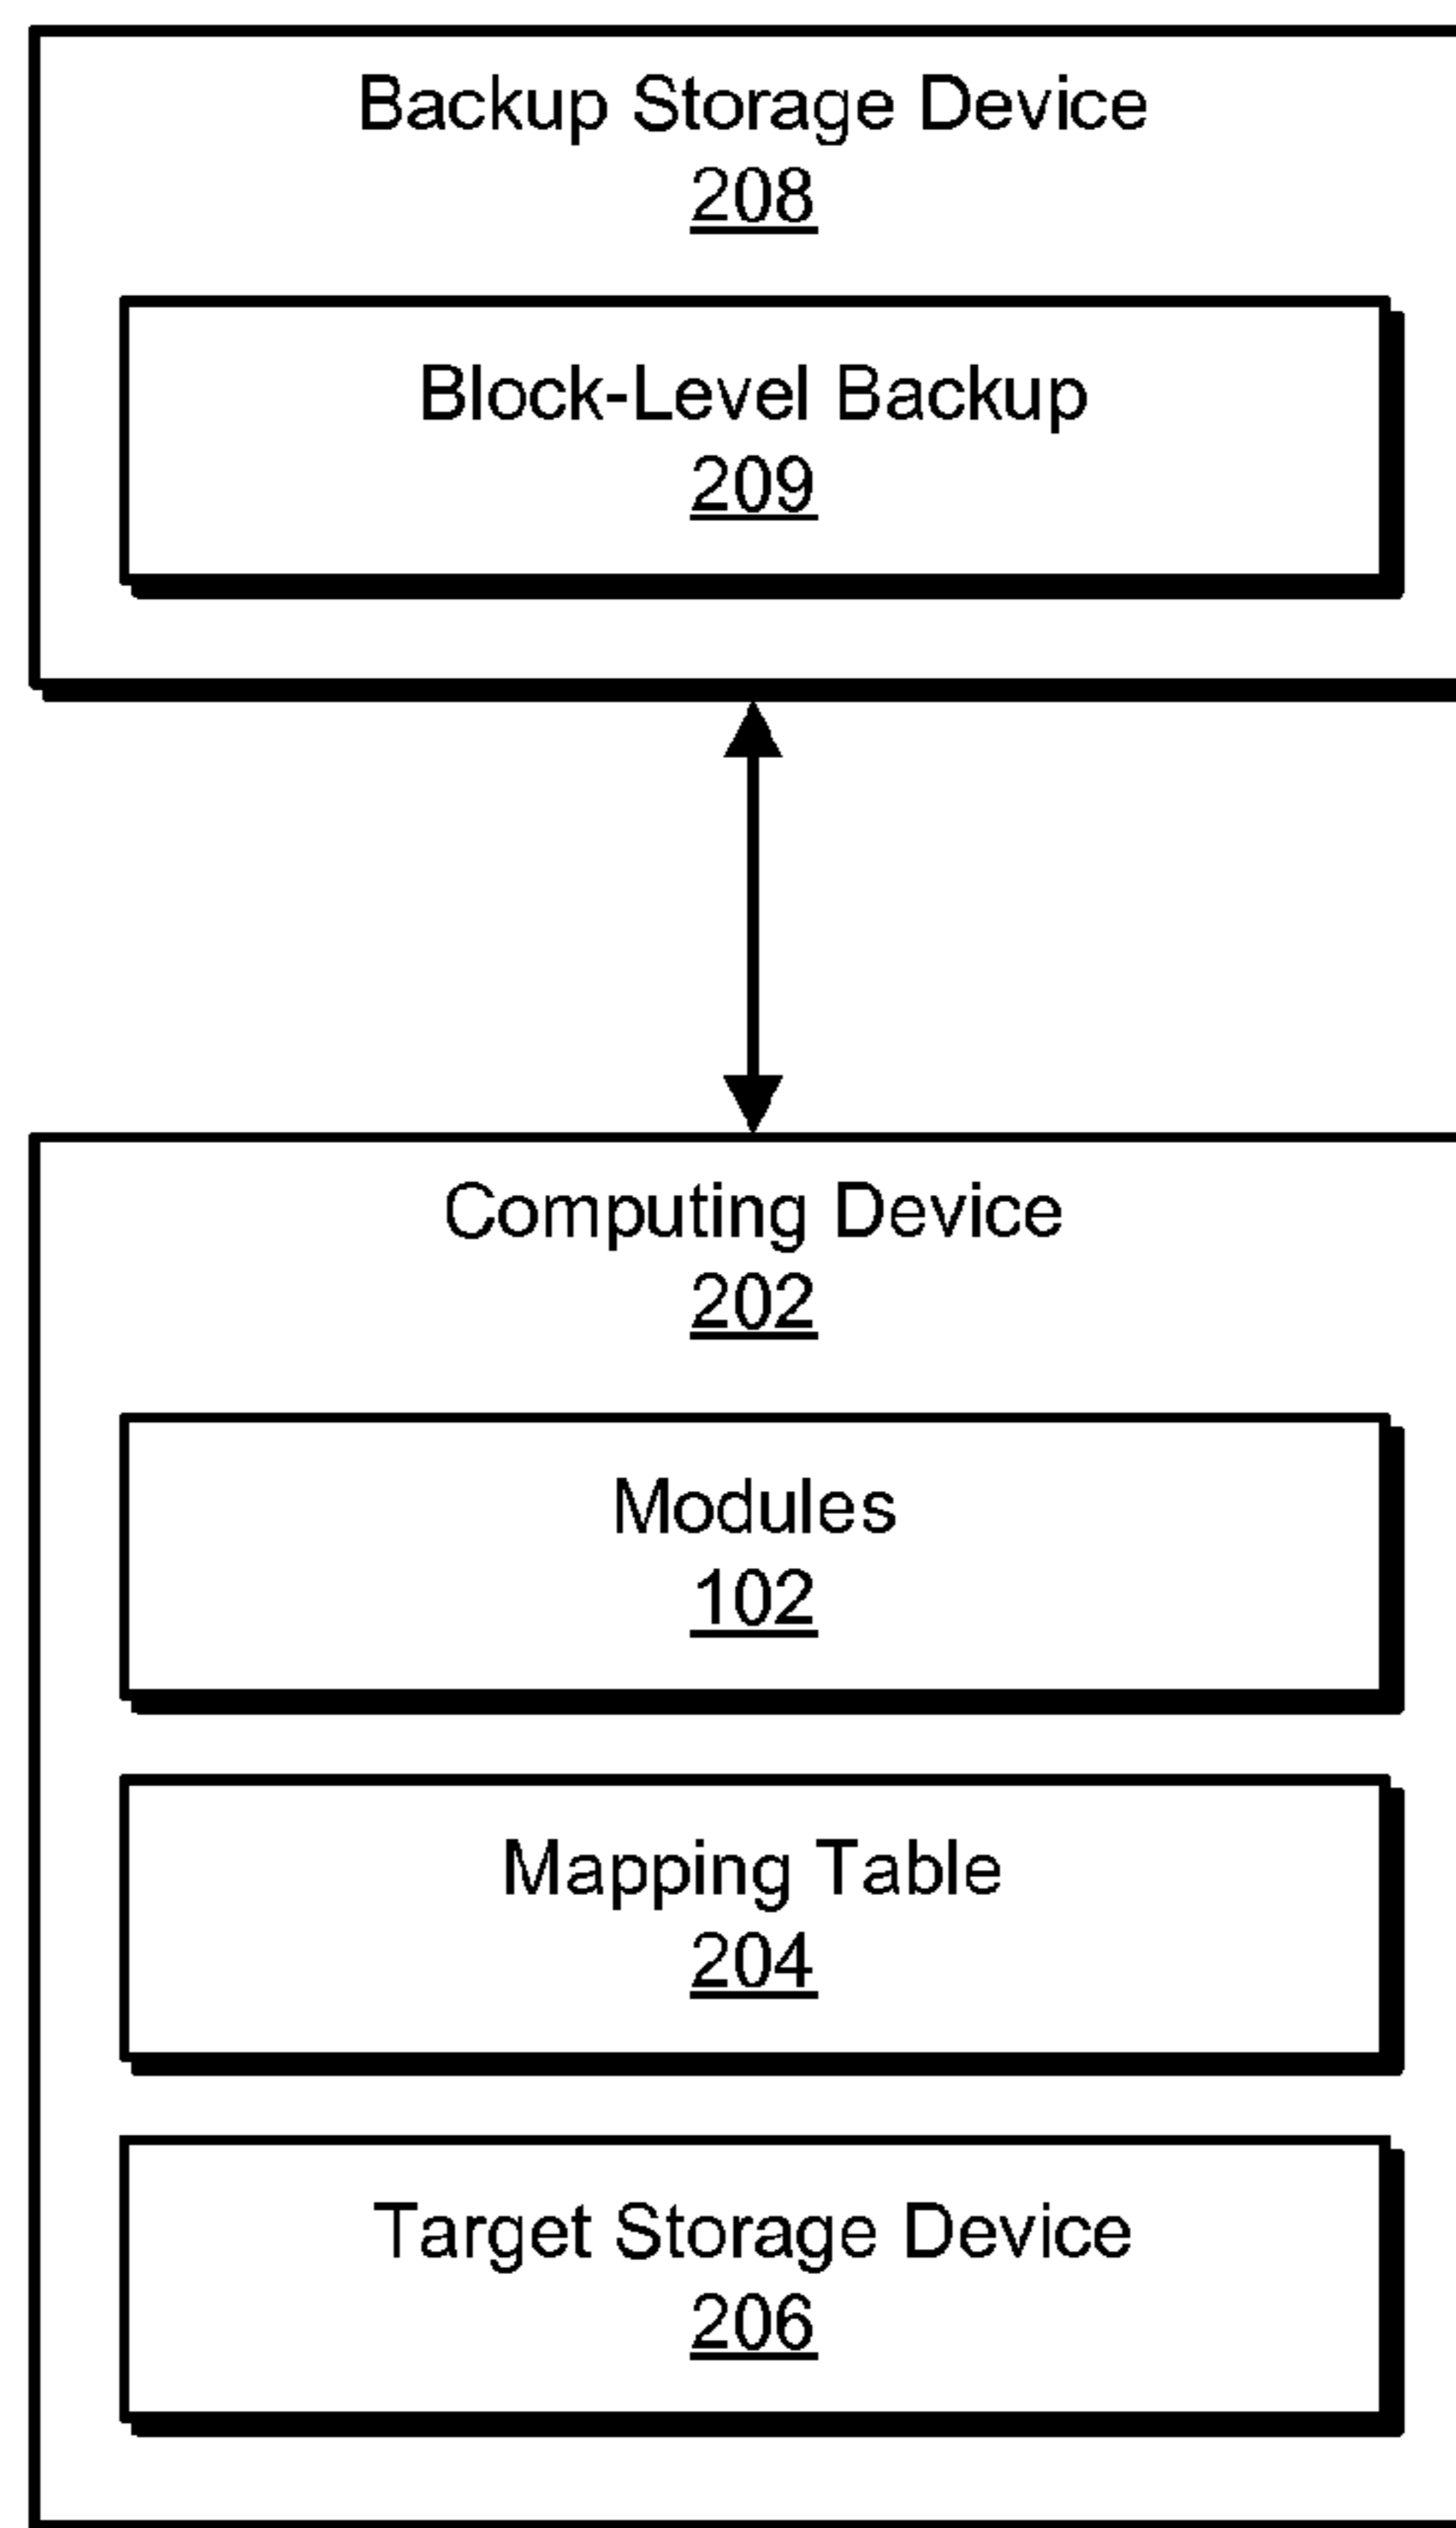 Backup Storage Device
208
Block-Level Backup
209
Computing Device
202
Modules
102
Mapping Table
204
Target Storage Device
206